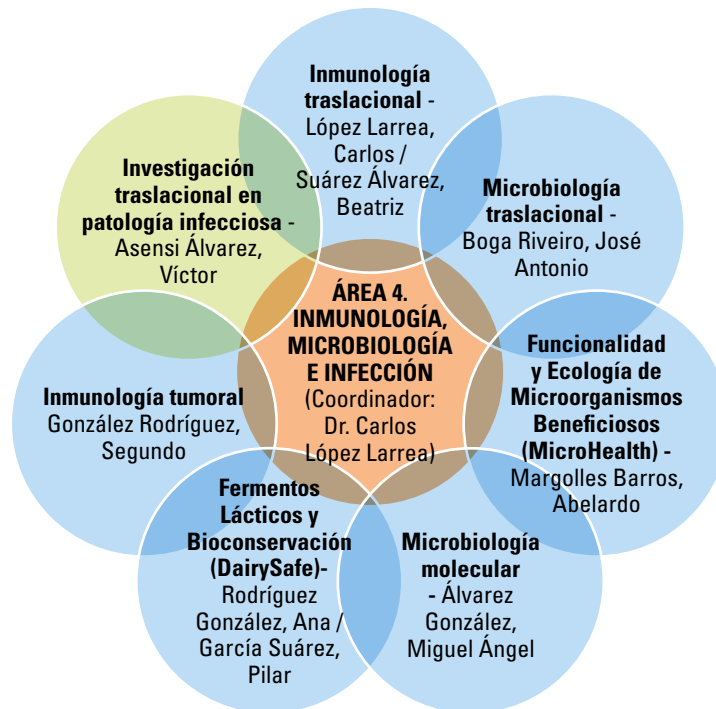 Inmunología
traslacional -
López Larrea,
Carlos /
Suárez Álvarez,
Beatriz
Investigación
traslacional en
patología infecciosa -
Asensi Álvarez,
Víctor
Microbiología
traslacional -
Boga Riveiro, José
Antonio
ÁREA 4.
INMUNOLOGÍA,
MICROBIOLOGÍA
E INFECCIÓN
(Coordinador:
Dr. Carlos
López Larrea)
Funcionalidad
y Ecología de
Microorganismos
Beneficiosos
(MicroHealth) -
Margolles Barros,
Abelardo
Inmunología tumoral
González Rodríguez,
Segundo
Fermentos
Lácticos y
Bioconservación
(DairySafe)-
Rodríguez
González, Ana /
García Suárez,
Pilar
Microbiología
molecular
- Álvarez
González,
Miguel Ángel